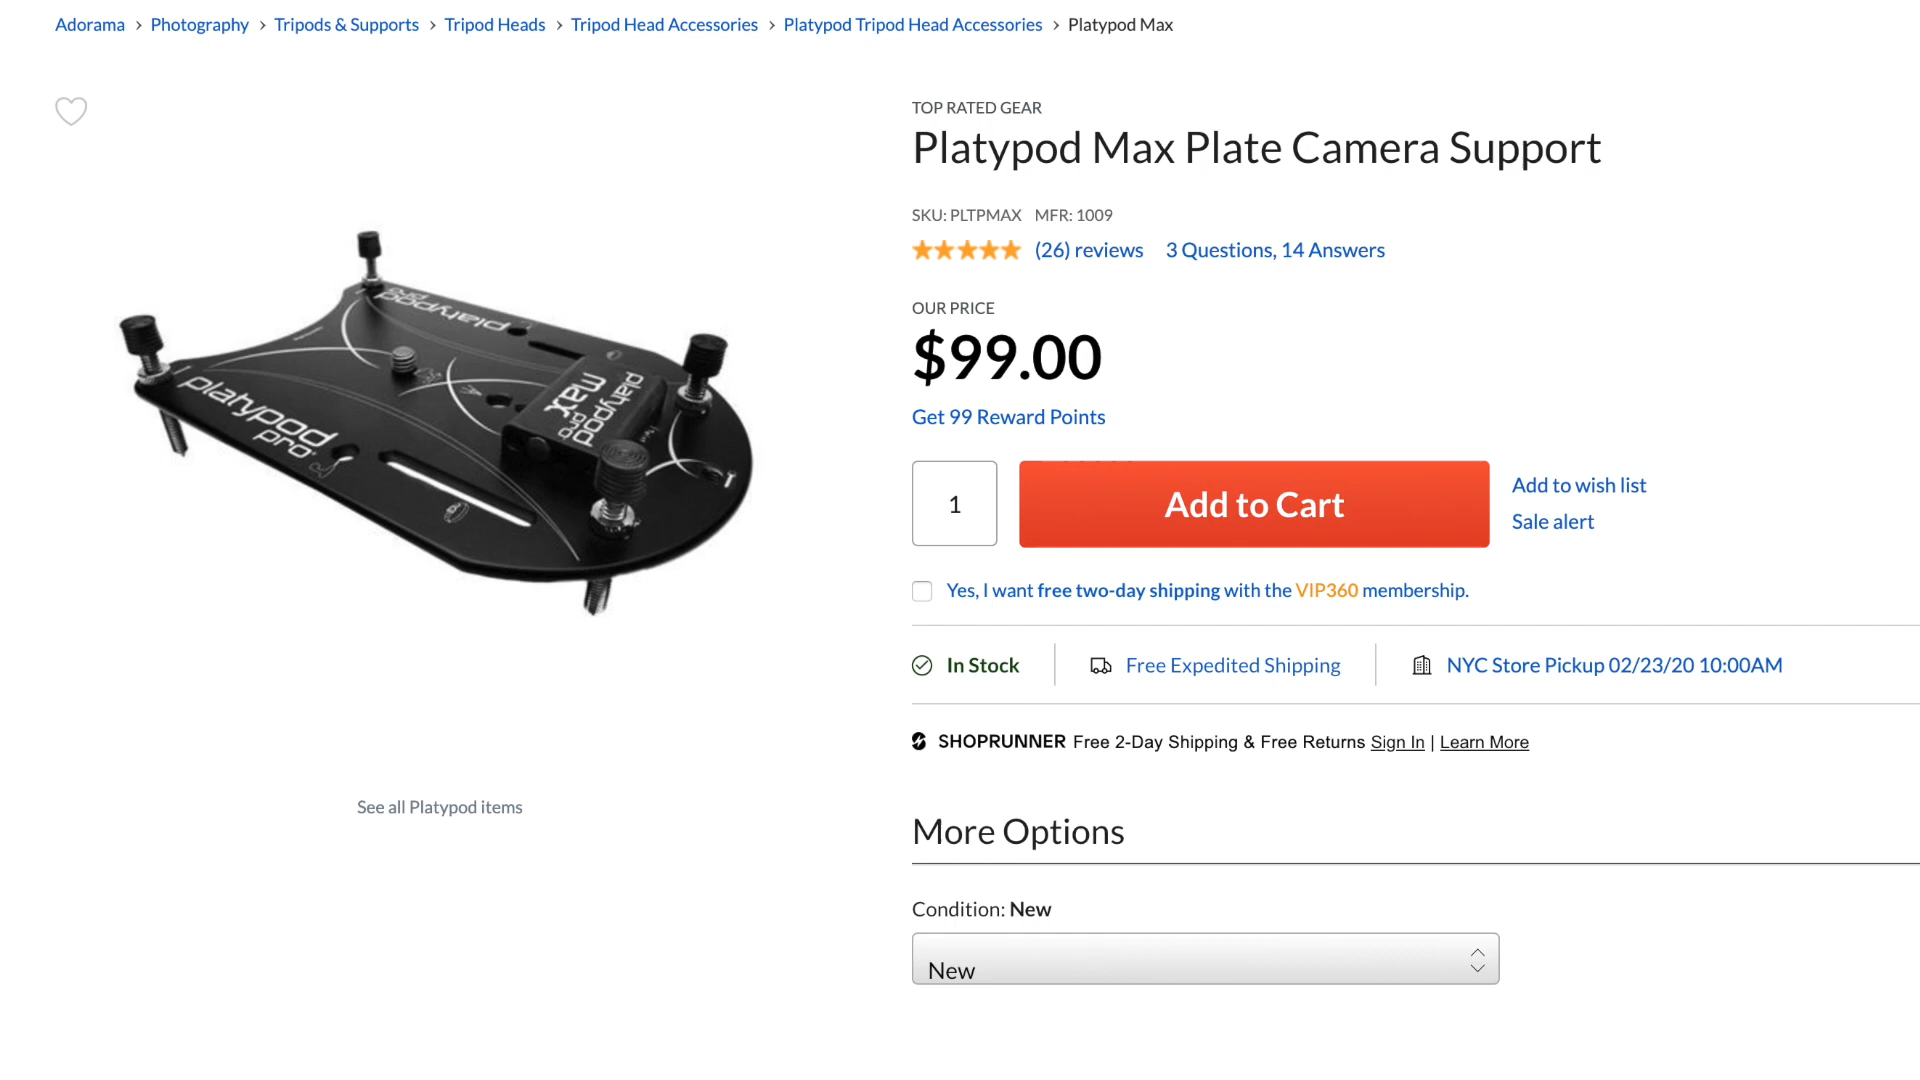 Adorama > Photography > Tripods & Supports > Tripod Heads > Tripod Head Accessories > Platypod Tripod Head Accessories > Platypod Max
TOP RATED GEAR
Platypod Max Plate Camera Support
SKU: PLTPMAX MFR: 1009
(26) reviews 3 Questions, 14 Answers
OUR PRICE
$99.00
Get 99 Reward Points
1
Add to Cart
Add to wish list
Sale alert
Yes, I want free two-day shipping with the VIP360 membership.
In Stock
Free Expedited Shipping
NYC Store Pickup 02/23/20 10:00AM
SHOPRUNNER Free 2-Day Shipping & Free Returns Sign In | Learn More
More Options
Condition: New
New
platypod
pro
platypod
pro
platypod
pro
max
See all Platypod items